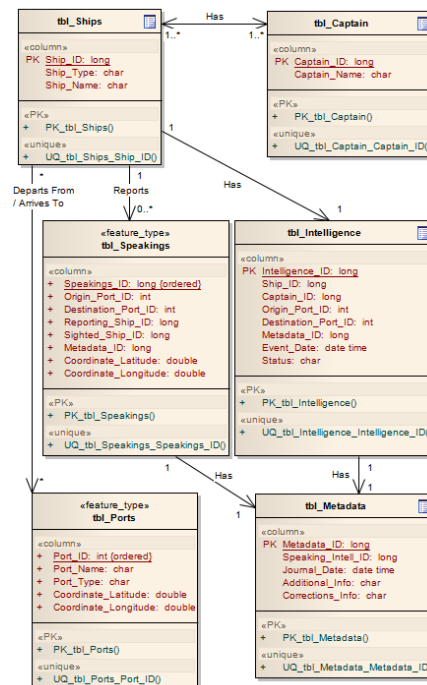 tbl_Ships
«column»
PK Ship_ID: long
Ship_Type: char
Ship_Name: char
«PK»
+ PK_tbl_Ships()
«unique»
+ UQ_tbl_Ships_Ship_ID()
Has
1..*
1..*
tbl_Captain
«column»
PK Captain_ID: long
Captain_Name: char
«PK»
+ PK_tbl_Captain()
«unique»
+ UQ_tbl_Captain_Captain_ID()
*
Departs From
/ Arrives To
1
Reports
0..*
1
Has
1
«feature_type»
tbl_Speakings
«column»
+ Speakings_ID: long {ordered}
+ Origin_Port_ID: int
+ Destination_Port_ID: int
+ Reporting_Ship_ID: long
+ Sighted_Ship_ID: long
+ Metadata_ID: long
+ Coordinate_Latitude: double
+ Coordinate_Longitude: double
«PK»
+ PK_tbl_Speakings()
«unique»
+ UQ_tbl_Speakings_Speakings_ID()
tbl_Intelligence
«column»
PK Intelligence_ID: long
Ship_ID: long
Captain_ID: long
Origin_Port_ID: int
Destination_Port_ID: int
Metadata_ID: long
Event_Date: date time
Status: char
«PK»
+ PK_tbl_Intelligence()
«unique»
+ UQ_tbl_Intelligence_Intelligence_ID()
1
Has
1
1
Has
1
*
«feature_type»
tbl_Ports
«column»
+ Port_ID: int {ordered}
+ Port_Name: char
+ Port_Type: char
+ Coordinate_Latitude: double
+ Coordinate_Longitude: double
«PK»
+ PK_tbl_Ports()
«unique»
+ UQ_tbl_Ports_Port_ID()
tbl_Metadata
«column»
PK Metadata_ID: long
Speaking_Intell_ID: long
Journal_Date: date time
Additional_Info: char
Corrections_Info: char
«PK»
+ PK_tbl_Metadata()
«unique»
+ UQ_tbl_Metadata_Metadata_ID